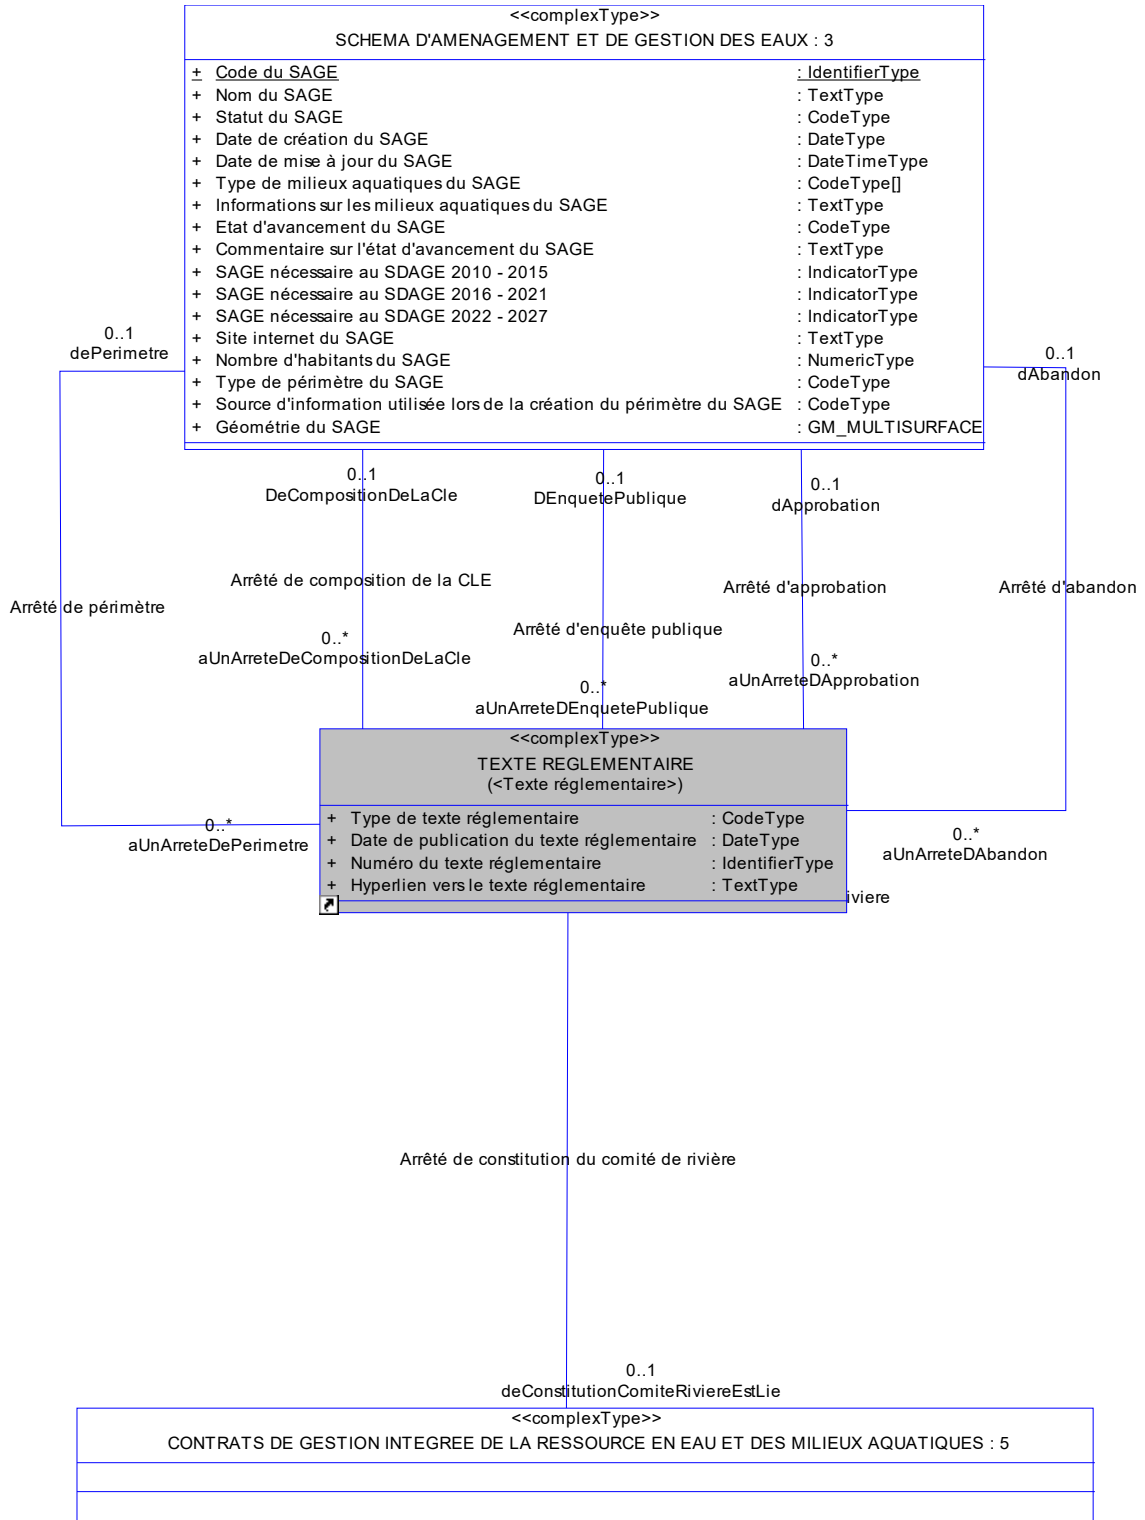 <<complexType>>
SCHEMA D'AMENAGEMENT ET DE GESTION DES EAUX : 3
+ Code du SAGE : IdentifierType
+ Nom du SAGE : TextType
+ Statut du SAGE : CodeType
+ Date de création du SAGE : DateType
+ Date de mise à jour du SAGE : DateTimeType
+ Type de milieux aquatiques du SAGE : CodeType[]
+ Informations sur les milieux aquatiques du SAGE : TextType
+ Etat d'avancement du SAGE : CodeType
+ Commentaire sur l'état d'avancement du SAGE : TextType
+ SAGE nécessaire au SDAGE 2010 - 2015 : IndicatorType
+ SAGE nécessaire au SDAGE 2016 - 2021 : IndicatorType
+ SAGE nécessaire au SDAGE 2022 - 2027 : IndicatorType
+ Site internet du SAGE : TextType
+ Nombre d'habitants du SAGE : NumericType
+ Type de périmètre du SAGE : CodeType
+ Source d'information utilisée lors de la création du périmètre du SAGE : CodeType
+ Géométrie du SAGE : GM_MULTISURFACE
0..1
dePerimetre
0..1
dAbandon
0..1
DeCompositionDeLaCle
0..1
DEnquetePublique
0..1
dApprobation
Arrêté de composition de la CLE
Arrêté d'approbation
Arrêté d'abandon
Arrêté de périmètre
Arrêté d'enquête publique
0..*
aUnArreteDeCompositionDeLaCle
0..*
aUnArreteDApprobation
0..*
aUnArreteDEnquetePublique
<<complexType>>
TEXTE REGLEMENTAIRE
(<Texte réglementaire>)
+ Type de texte réglementaire : CodeType
+ Date de publication du texte réglementaire : DateType
+ Numéro du texte réglementaire : IdentifierType
+ Hyperlien vers le texte réglementaire : TextType
0..*
aUnArreteDePerimetre
0..*
aUnArreteDAbandon
iviere
Arrêté de constitution du comité de rivière
0..1
deConstitutionComiteRiviereEstLie
<<complexType>>
CONTRATS DE GESTION INTEGREE DE LA RESSOURCE EN EAU ET DES MILIEUX AQUATIQUES : 5